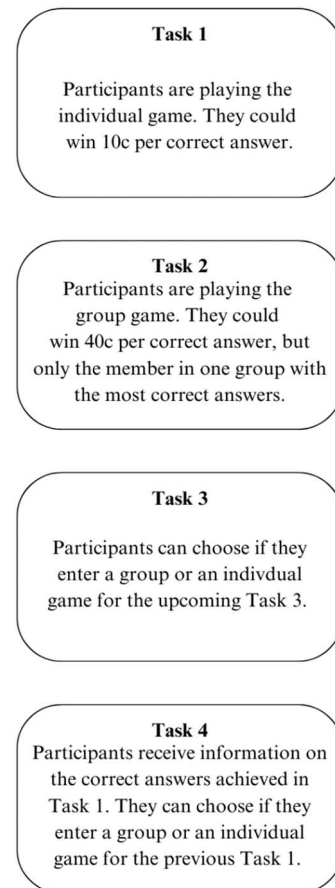 Task 1
Participants are playing the
individual game. They could
win 10c per correct answer.
Task 2
Participants are playing the
group game. They could
win 40c per correct answer, but
only the member in one group with
the most correct answers.
Task 3
Participants can choose if they
enter a group or an indivdual
game for the upcoming Task 3.
Task 4
Participants receive information on
the correct answers achieved in
Task 1. They can choose if they
enter a group or an individual
game for the previous Task 1.